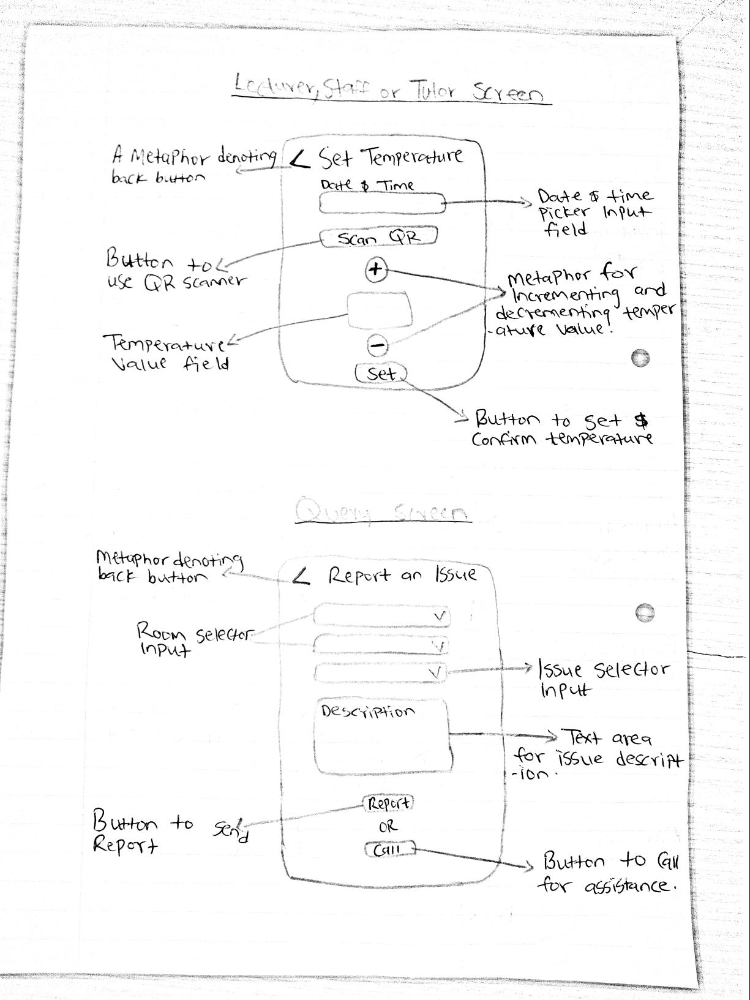 Lecturer, Staff or Tutor Screen
A Metaphor denoting
back button
< Set Temperature
Date & Time
Date & time
picker Input
field
Scan QR
Button to
use QR scanner
+
Metaphor for
Incrementing and
decrementing temper
-ature value!
Temperature
Value field
−
Set
Button to set &
Confirm temperature
Query Screen
Metaphor denoting
back button
< Report an Issue
Room selector
Input
Issue selector
Input
Description
Text area
for issue descript
-ion.
Report
Button to send
Report
OR
Call
Button to Call
for assistance.